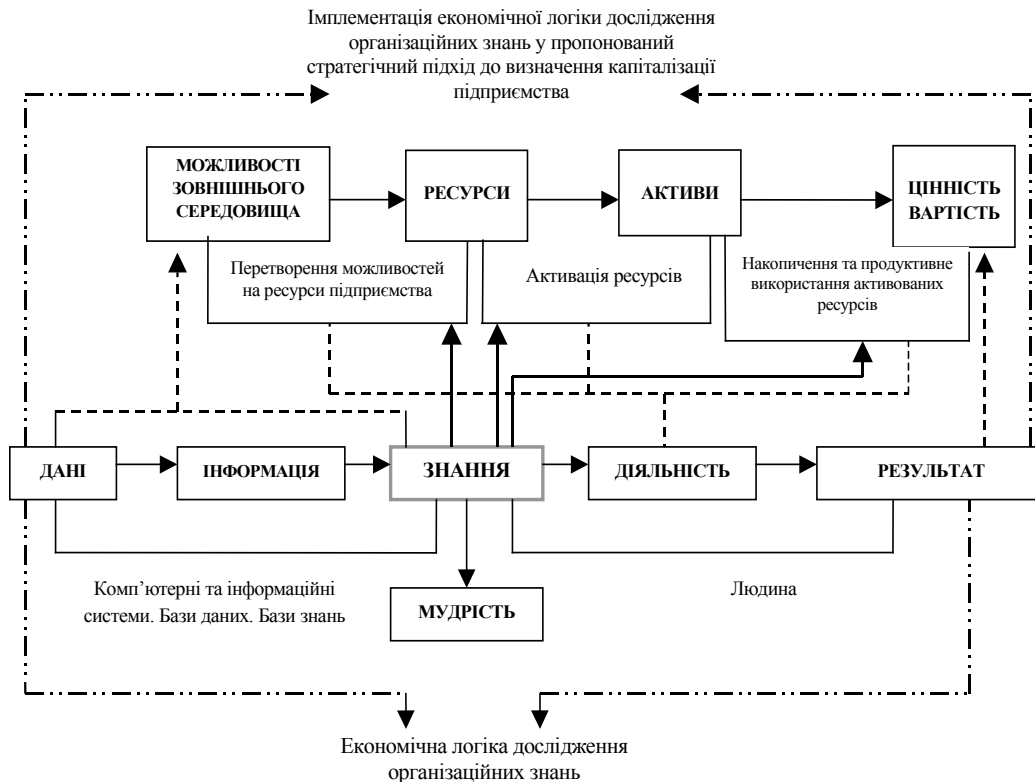 Імплементація економічної логіки дослідження
організаційних знань у пропонований
стратегічний підхід до визначення капіталізації
підприємства
МОЖЛИВОСТІ
ЗОВНІШНЬОГО
СЕРЕДОВИЩА
РЕСУРСИ
АКТИВИ
ЦІННІСТЬ
ВАРТІСТЬ
Перетворення можливостей
на ресурси підприємства
Активація ресурсів
Накопичення та продуктивне
використання активованих
ресурсів
ДАНІ
ІНФОРМАЦІЯ
ЗНАННЯ
ДІЯЛЬНІСТЬ
РЕЗУЛЬТАТ
Комп’ютерні та інформаційні
системи. Бази даних. Бази знань
МУДРІСТЬ
Людина
Економічна логіка дослідження
організаційних знань